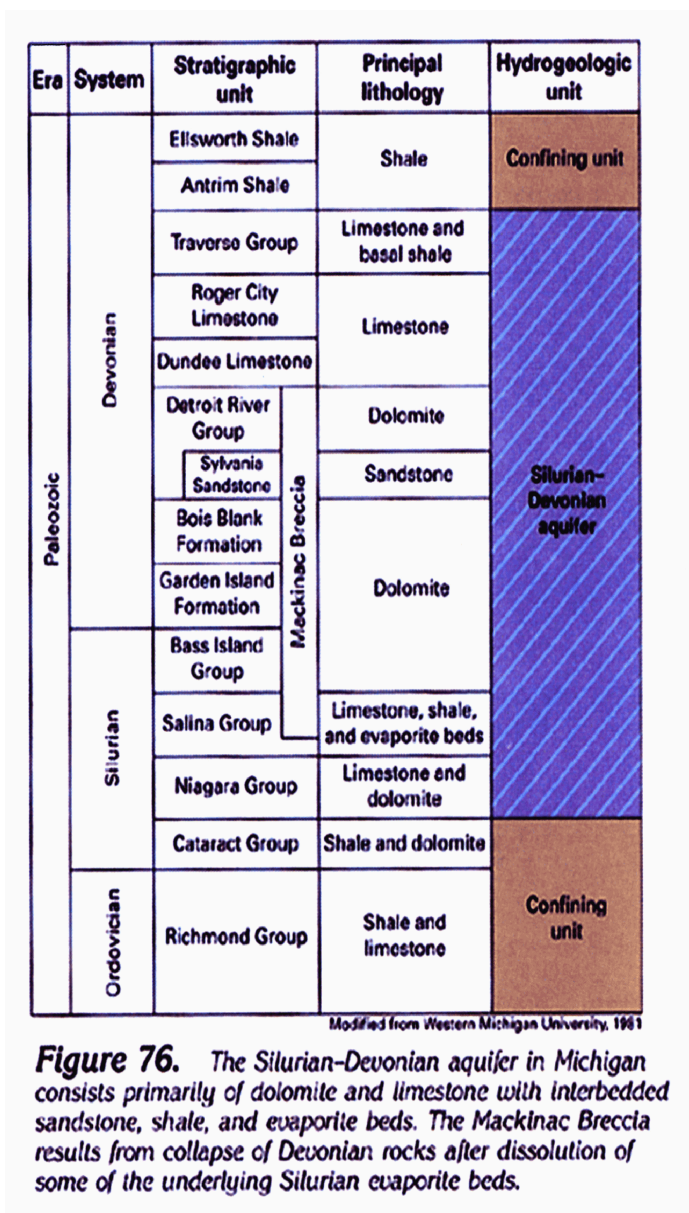 Era
System
Stratigraphic
unit
Principal
lithology
Hydrogeologic
unit
Paleozoic
Devonian
Ellsworth Shale
Antrim Shale
Shale
Confining unit
Traverse Group
Limestone and
basal shale
Roger City
Limestone
Limestone
Dundee Limestone
Detroit River
Group
Dolomite
Sylvania
Sandstone
Sandstone
Mackinac Breccia
Bois Blank
Formation
Garden Island
Formation
Dolomite
Silurian–
Devonian
aquifer
Silurian
Bass Island
Group
Salina Group
Limestone, shale,
and evaporite beds
Niagara Group
Limestone and
dolomite
Cataract Group
Shale and dolomite
Ordovician
Richmond Group
Shale and
limestone
Confining
unit
Modified from Western Michigan University, 1981
Figure 76. The Silurian–Devonian aquifer in Michigan
consists primarily of dolomite and limestone with interbedded
sandstone, shale, and evaporite beds. The Mackinac Breccia
results from collapse of Devonian rocks after dissolution of
some of the underlying Silurian evaporite beds.